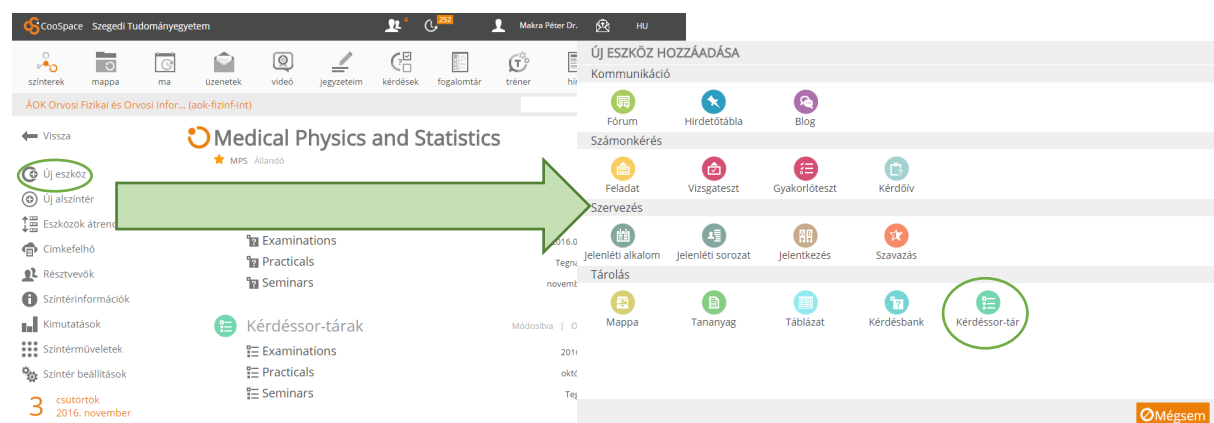 CooSpace Szegedi Tudományegyetem 4 252 Makra Péter Dr. HU
színterek mappa ma üzenetek videó jegyzeteim kérdések fogalomtár tréner
ÁOK Orvosi Fizikai és Orvosi Infor... (aok-fizinf-int)
Vissza
Új eszköz
Új alszíntér
Eszközök átrend
Címkefelhő
Résztvevők
Színtérinformációk
Kimutatások
Színtérműveletek
Színtér beállítások
3 csütörtök
2016. november
Medical Physics and Statistics
MPS Állandó
Examinations 2016.0
Practicals Tegna
Seminars novemb
Kérdéssor-tárak Módosítva | O
Examinations 201
Practicals októ
Seminars Te
ÚJ ESZKÖZ HOZZÁADÁSA
Kommunikáció
Fórum Hirdetőtábla Blog
Számonkérés
Feladat Vizsgateszt Gyakorlóteszt Kérdőív
Szervezés
Jelenléti alkalom Jelenléti sorozat Jelentkezés Szavazás
Tárolás
Mappa Tananyag Táblázat Kérdésbank Kérdéssor-tár
Mégsem